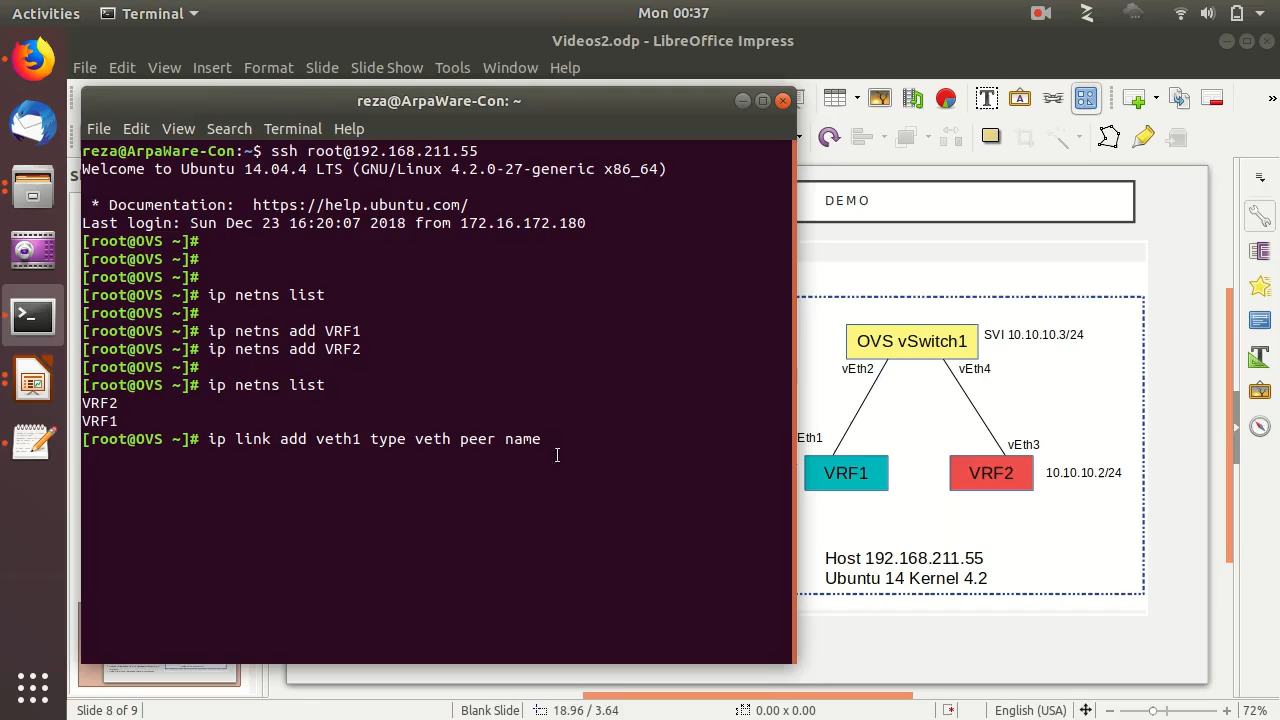 Activities
Terminal
Mon 00:37
Videos2.odp - LibreOffice Impress
File Edit View Insert Format Slide Slide Show Tools Window Help
reza@ArpaWare-Con: ~
File Edit View Search Terminal Help
reza@ArpaWare-Con:~$ ssh root@192.168.211.55
Welcome to Ubuntu 14.04.4 LTS (GNU/Linux 4.2.0-27-generic x86_64)
* Documentation: https://help.ubuntu.com/
Last login: Sun Dec 23 16:20:07 2018 from 172.16.172.180
[root@OVS ~]#
[root@OVS ~]#
[root@OVS ~]#
[root@OVS ~]# ip netns list
[root@OVS ~]#
[root@OVS ~]# ip netns add VRF1
[root@OVS ~]# ip netns add VRF2
[root@OVS ~]#
[root@OVS ~]# ip netns list
VRF2
VRF1
[root@OVS ~]# ip link add veth1 type veth peer name
DEMO
OVS vSwitch1
SVI 10.10.10.3/24
vEth2
vEth4
Eth1
vEth3
VRF1
VRF2
10.10.10.2/24
Host 192.168.211.55
Ubuntu 14 Kernel 4.2
Slide 8 of 9
Blank Slide
18.96 / 3.64
0.00 x 0.00
English (USA)
72%